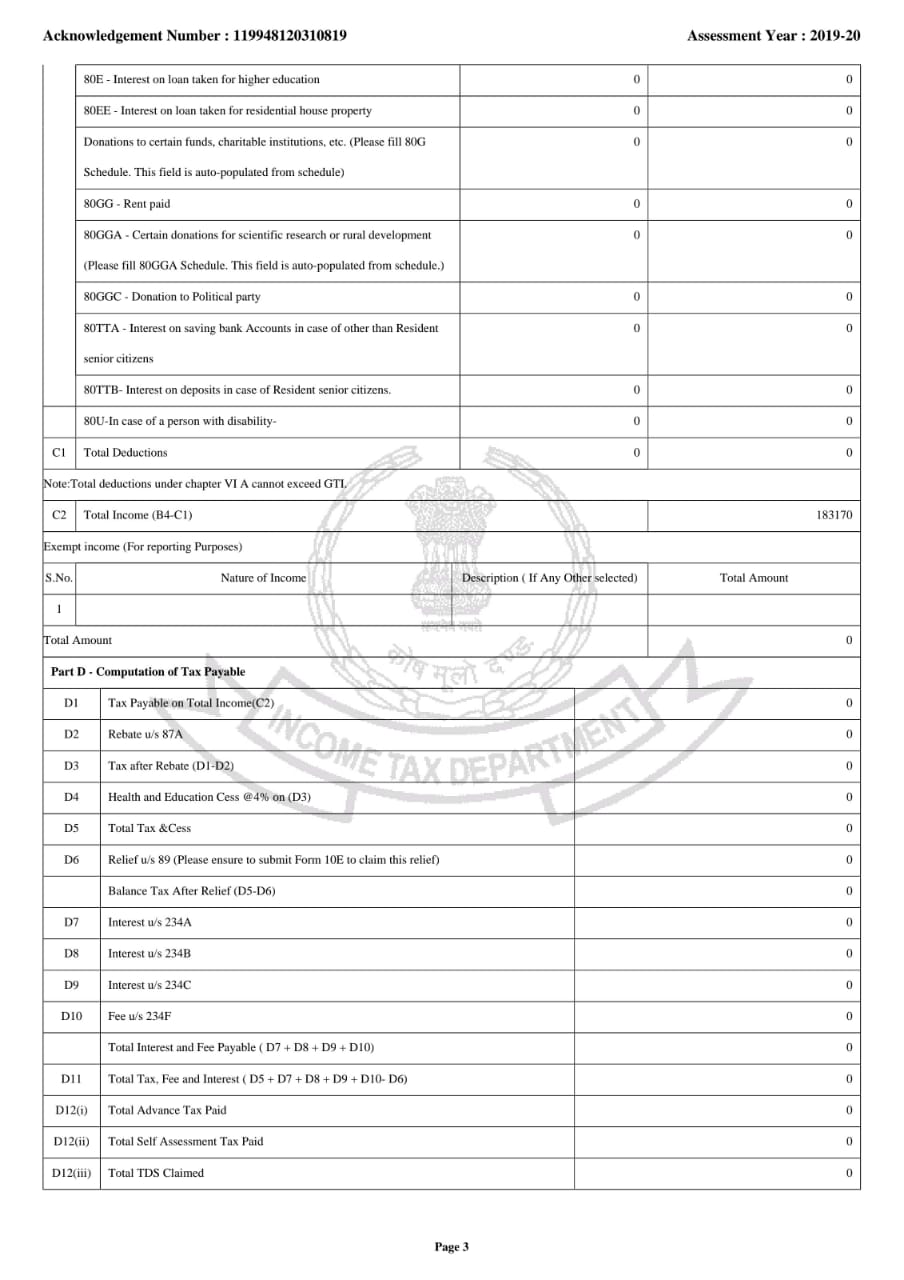 Acknowledgement Number : 119948120310819 Assessment Year : 2019-20
80E - Interest on loan taken for higher education 0 0
80EE - Interest on loan taken for residential house property 0 0
Donations to certain funds, charitable institutions, etc. (Please fill 80G 0 0
Schedule. This field is auto-populated from schedule)
80GG - Rent paid 0 0
80GGA - Certain donations for scientific research or rural development 0 0
(Please fill 80GGA Schedule. This field is auto-populated from schedule.)
80GGC - Donation to Political party 0 0
80TTA - Interest on saving bank Accounts in case of other than Resident 0 0
senior citizens
80TTB- Interest on deposits in case of Resident senior citizens. 0 0
80U-In case of a person with disability- 0 0
C1 Total Deductions 0 0
Note:Total deductions under chapter VI A cannot exceed GTI.
C2 Total Income (B4-C1) 183170
Exempt income (For reporting Purposes)
S.No. Nature of Income Description ( If Any Other selected) Total Amount
1
सत्यमेव जयते
Total Amount 0
कोष मूलो दण्डः
Part D - Computation of Tax Payable
D1 Tax Payable on Total Income(C2) 0
D2 Rebate u/s 87A 0
INCOME TAX DEPARTMENT
D3 Tax after Rebate (D1-D2) 0
D4 Health and Education Cess @4% on (D3) 0
D5 Total Tax &Cess 0
D6 Relief u/s 89 (Please ensure to submit Form 10E to claim this relief) 0
Balance Tax After Relief (D5-D6) 0
D7 Interest u/s 234A 0
D8 Interest u/s 234B 0
D9 Interest u/s 234C 0
D10 Fee u/s 234F 0
Total Interest and Fee Payable ( D7 + D8 + D9 + D10) 0
D11 Total Tax, Fee and Interest ( D5 + D7 + D8 + D9 + D10- D6) 0
D12(i) Total Advance Tax Paid 0
D12(ii) Total Self Assessment Tax Paid 0
D12(iii) Total TDS Claimed 0
Page 3